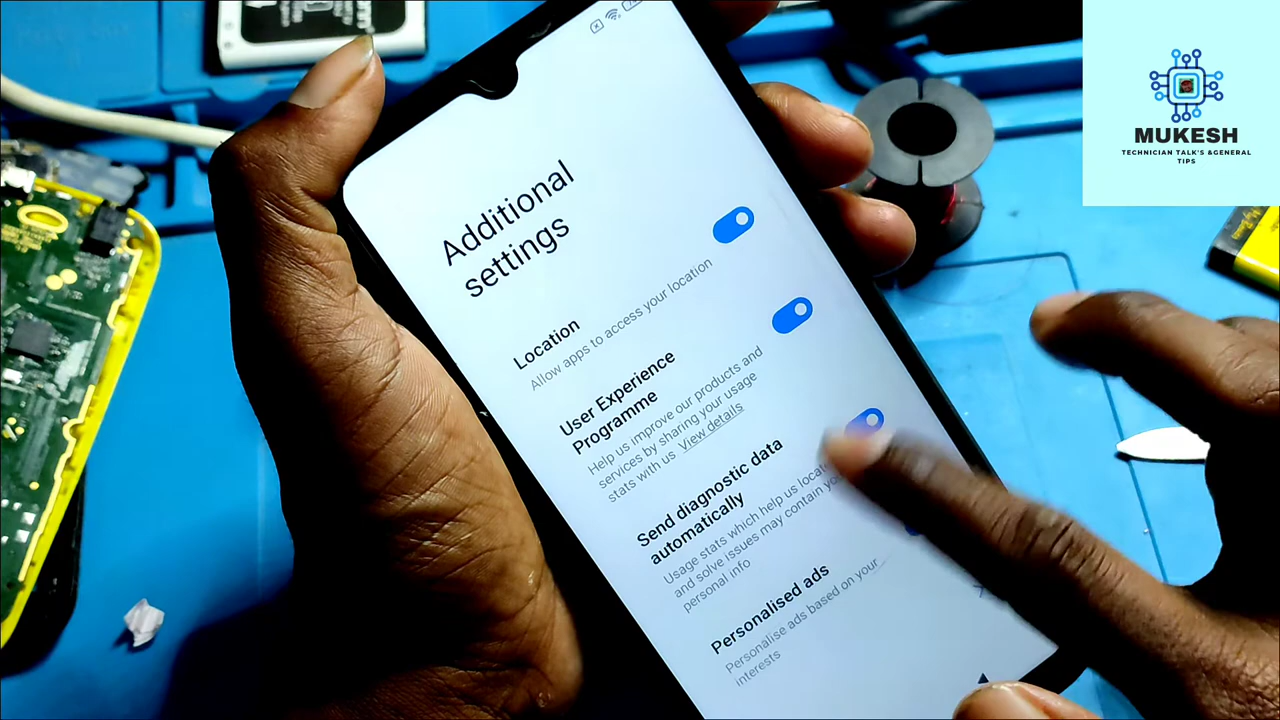 Additional
settings
Location
Allow apps to access your location
User Experience
Programme
Help us improve our products and
services by sharing your usage
stats with us View details
Send diagnostic data
automatically
Usage stats which help us locate
and solve issues may contain
personal info
Personalised ads
Personalise ads based on your
interests
MUKESH
TECHNICIAN TALK'S &GENERAL
TIPS